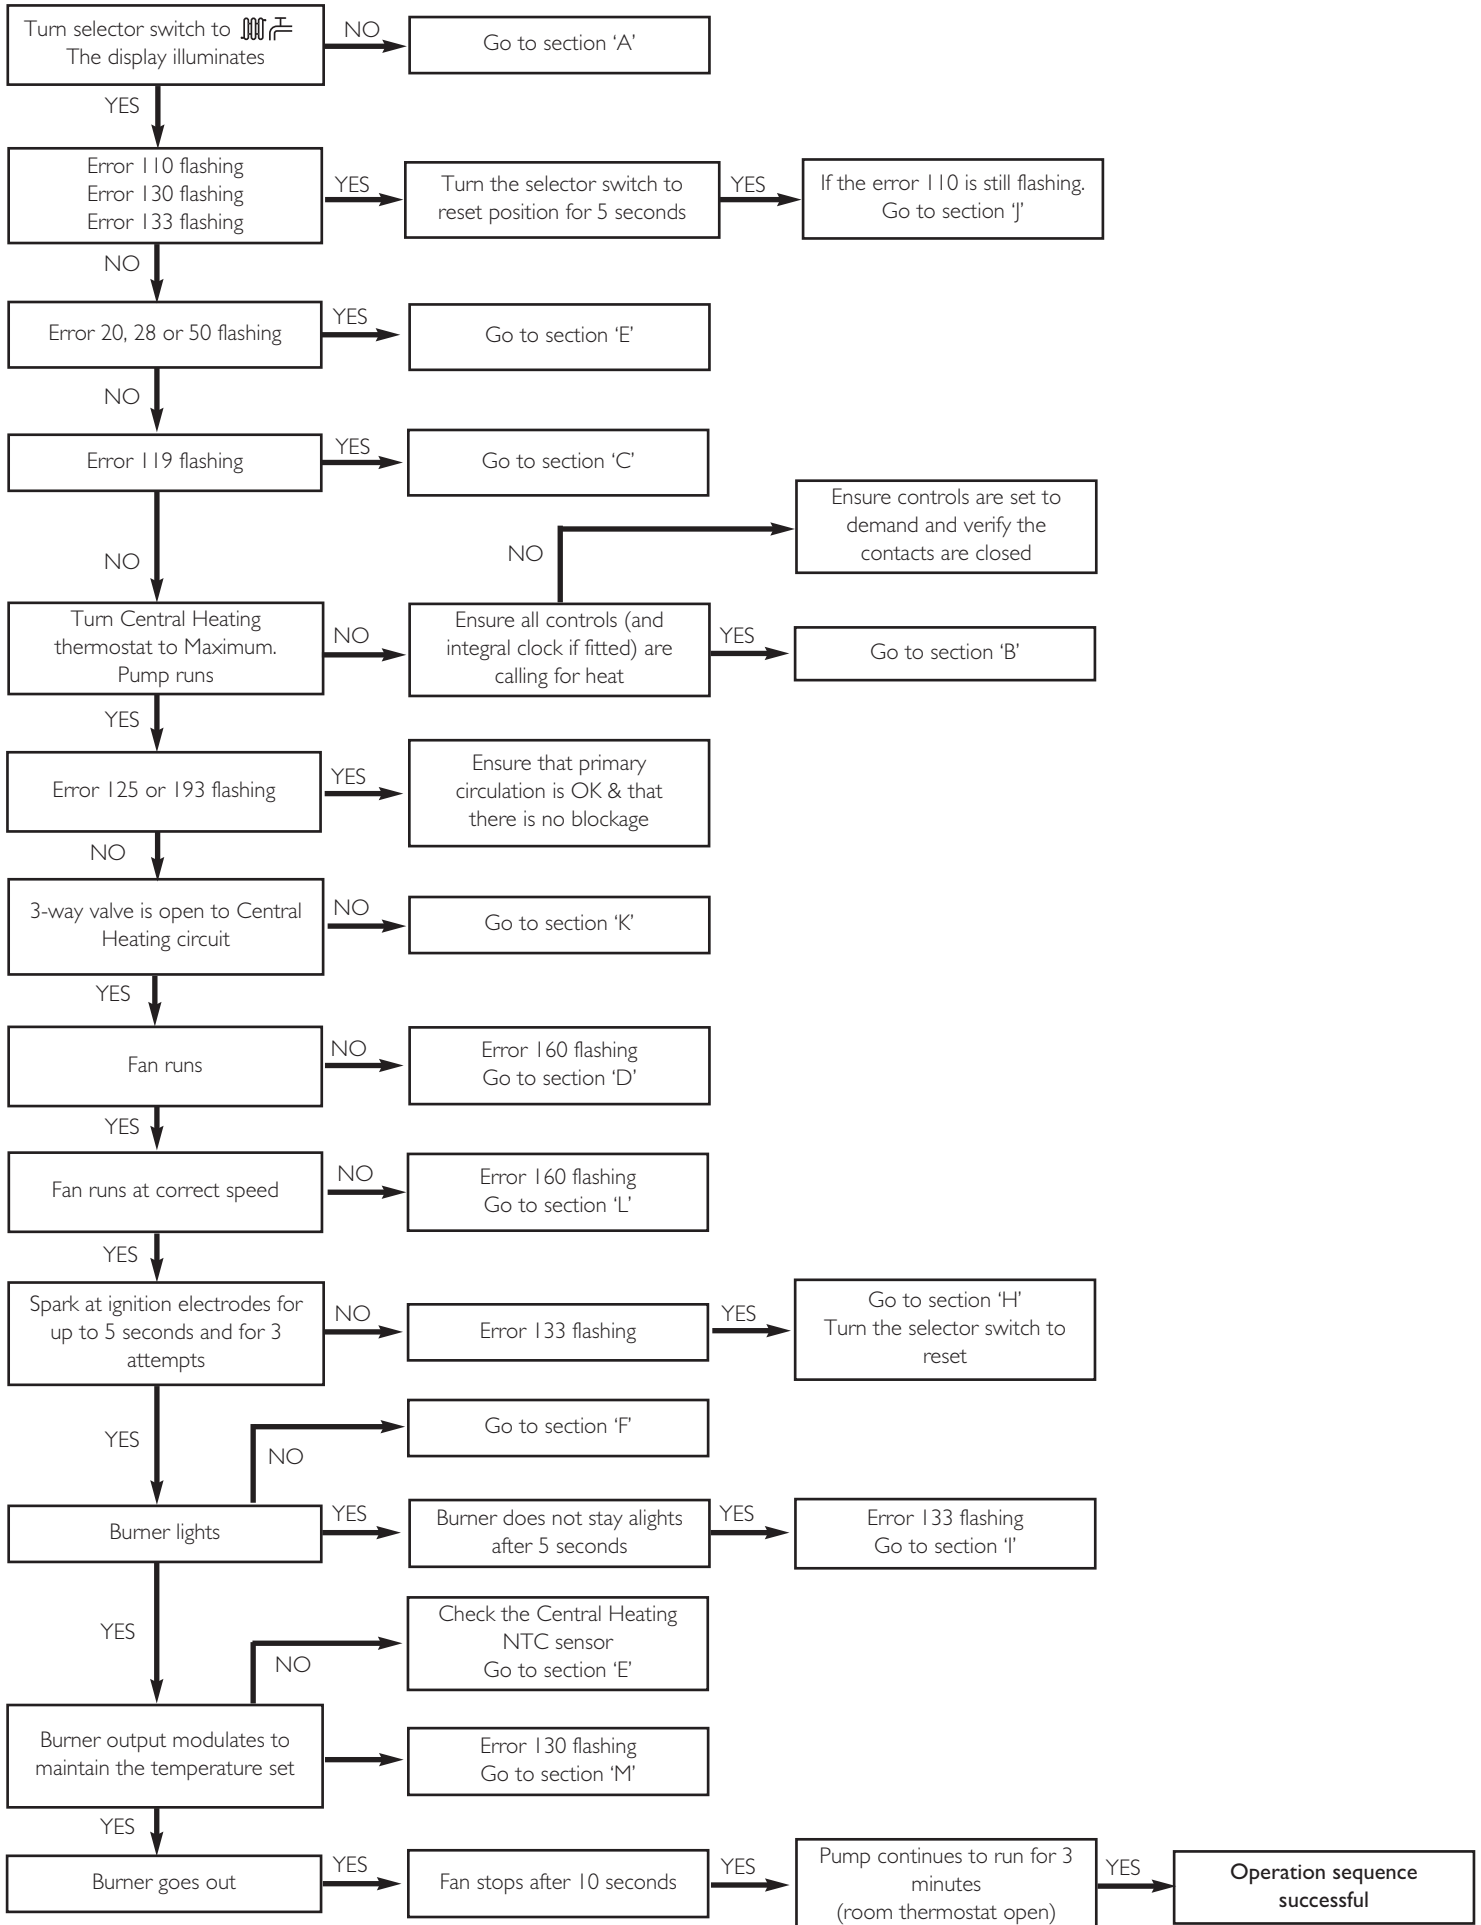 Turn selector switch to
The display illuminates
NO
Go to section ‘A’
YES
Error 110 flashing
Error 130 flashing
Error 133 flashing
YES
Turn the selector switch to
reset position for 5 seconds
YES
If the error 110 is still flashing.
Go to section ‘J’
NO
Error 20, 28 or 50 flashing
YES
Go to section ‘E’
NO
Error 119 flashing
YES
Go to section ‘C’
NO
Turn Central Heating
thermostat to Maximum.
Pump runs
NO
Ensure all controls (and
integral clock if fitted) are
calling for heat
NO
Ensure controls are set to
demand and verify the
contacts are closed
YES
Go to section ‘B’
YES
Error 125 or 193 flashing
YES
Ensure that primary
circulation is OK & that
there is no blockage
NO
3-way valve is open to Central
Heating circuit
NO
Go to section ‘K’
YES
Fan runs
NO
Error 160 flashing
Go to section ‘D’
YES
Fan runs at correct speed
NO
Error 160 flashing
Go to section ‘L’
YES
Spark at ignition electrodes for
up to 5 seconds and for 3
attempts
NO
Error 133 flashing
YES
Go to section ‘H’
Turn the selector switch to
reset
YES
Go to section ‘F’
NO
Burner lights
YES
Burner does not stay alights
after 5 seconds
YES
Error 133 flashing
Go to section ‘I’
YES
Check the Central Heating
NTC sensor
Go to section ‘E’
NO
Burner output modulates to
maintain the temperature set
Error 130 flashing
Go to section ‘M’
YES
Burner goes out
YES
Fan stops after 10 seconds
YES
Pump continues to run for 3
minutes
(room thermostat open)
YES
Operation sequence
successful